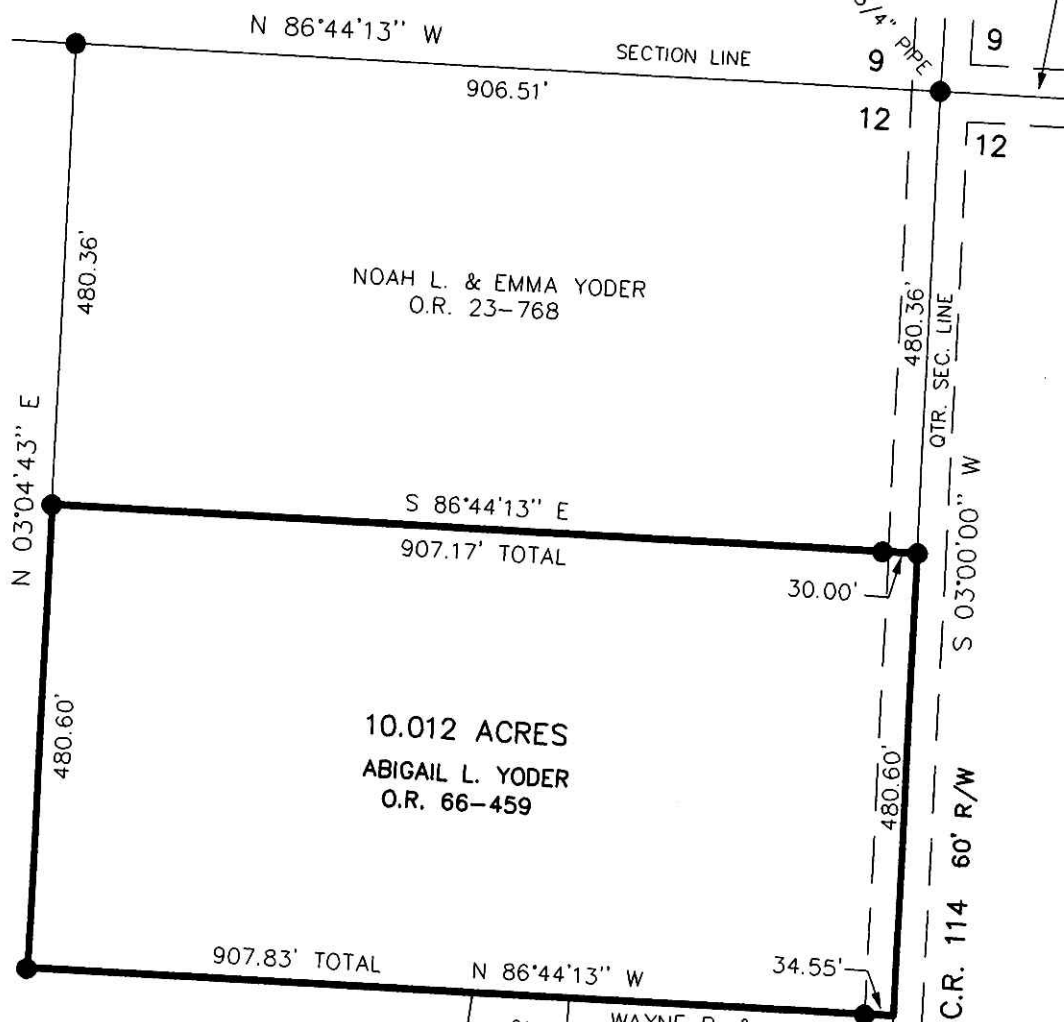 N 86°44'13" W
SECTION LINE
906.51'
3/4" PIPE
9
9
12
12
480.36'
NOAH L. & EMMA YODER
O.R. 23-768
480.36'
QTR. SEC. LINE
N 03°04'43" E
S 86°44'13" E
907.17' TOTAL
30.00'
S 03°00'00" W
480.60'
10.012 ACRES
ABIGAIL L. YODER
O.R. 66-459
480.60'
C.R. 114 60' R/W
907.83' TOTAL
N 86°44'13" W
34.55'